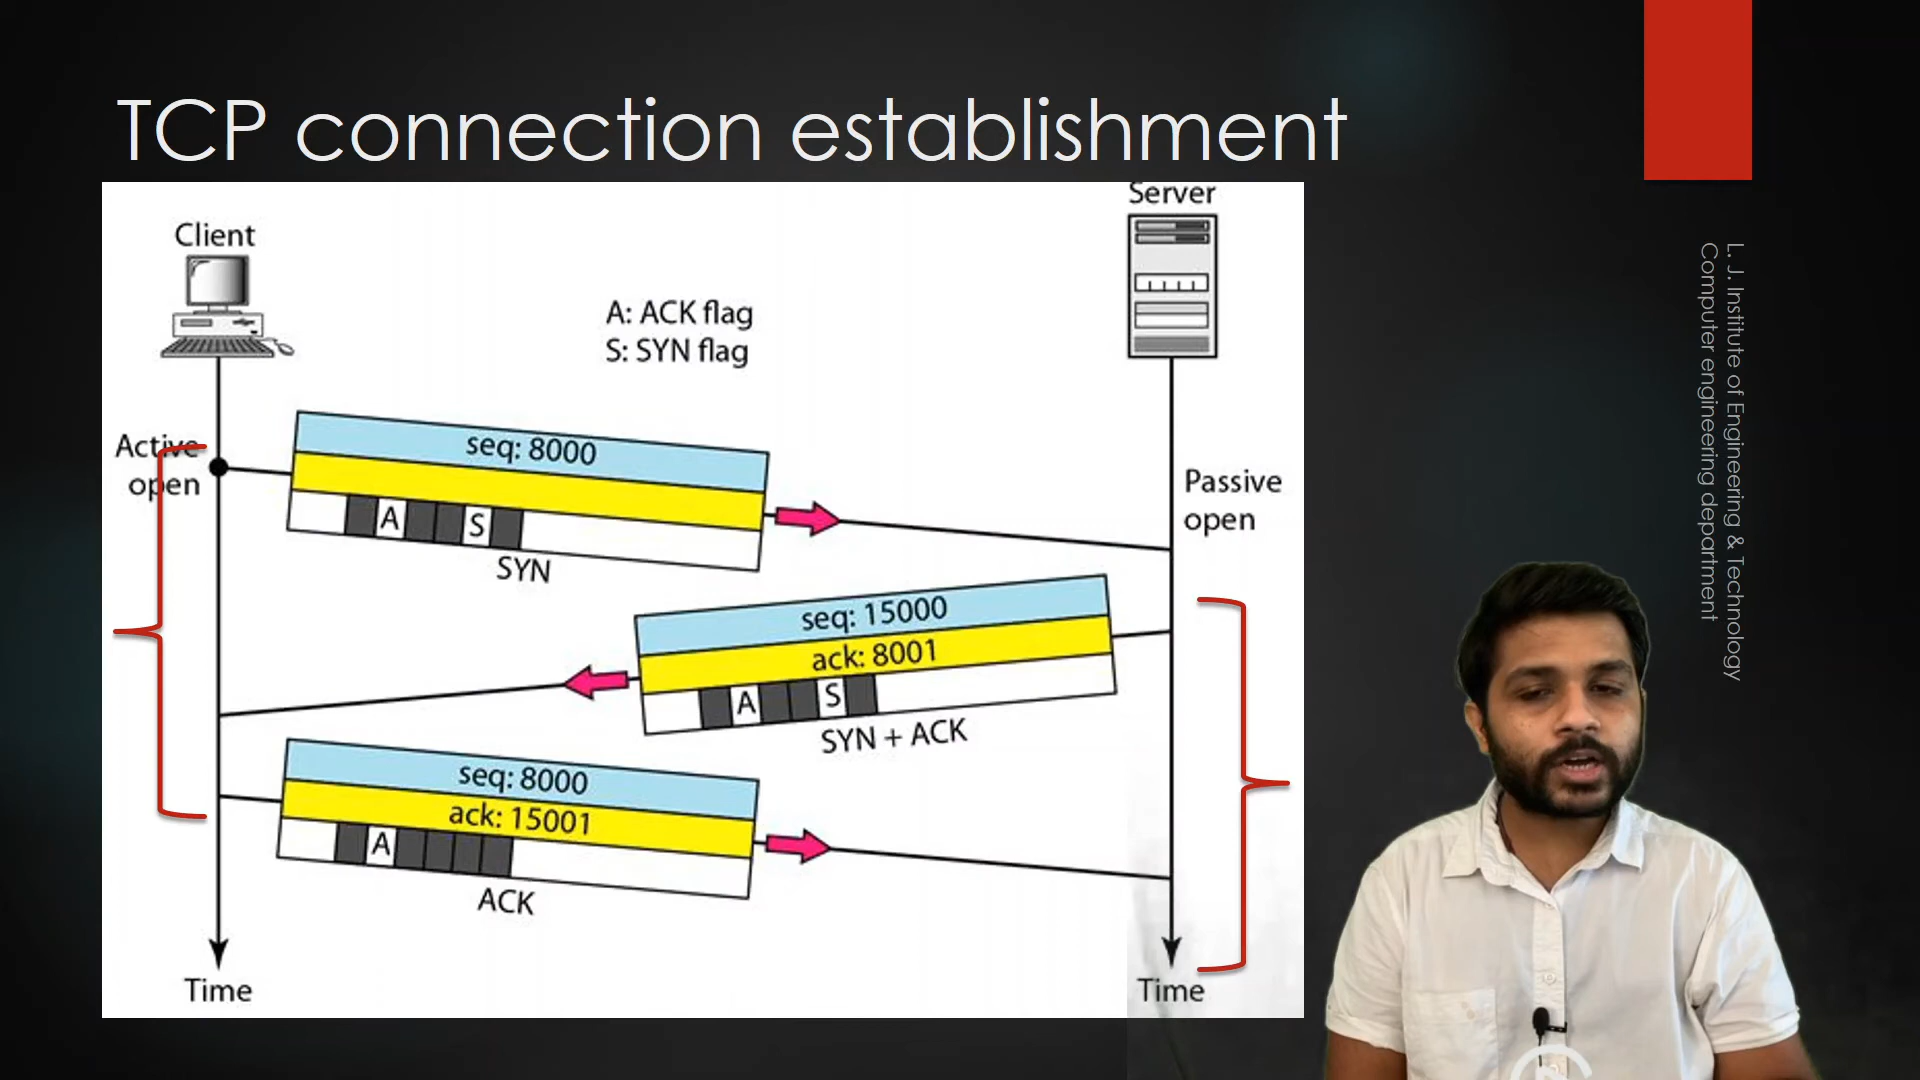 TCP connection establishment
Server
Client
A: ACK flag
S: SYN flag
Active
open
seq: 8000
A S
SYN
Passive
open
seq: 15000
ack: 8001
A S
SYN + ACK
seq: 8000
ack: 15001
A
ACK
Time
Time
L. J. Institute of Engineering & Technology
Computer engineering department